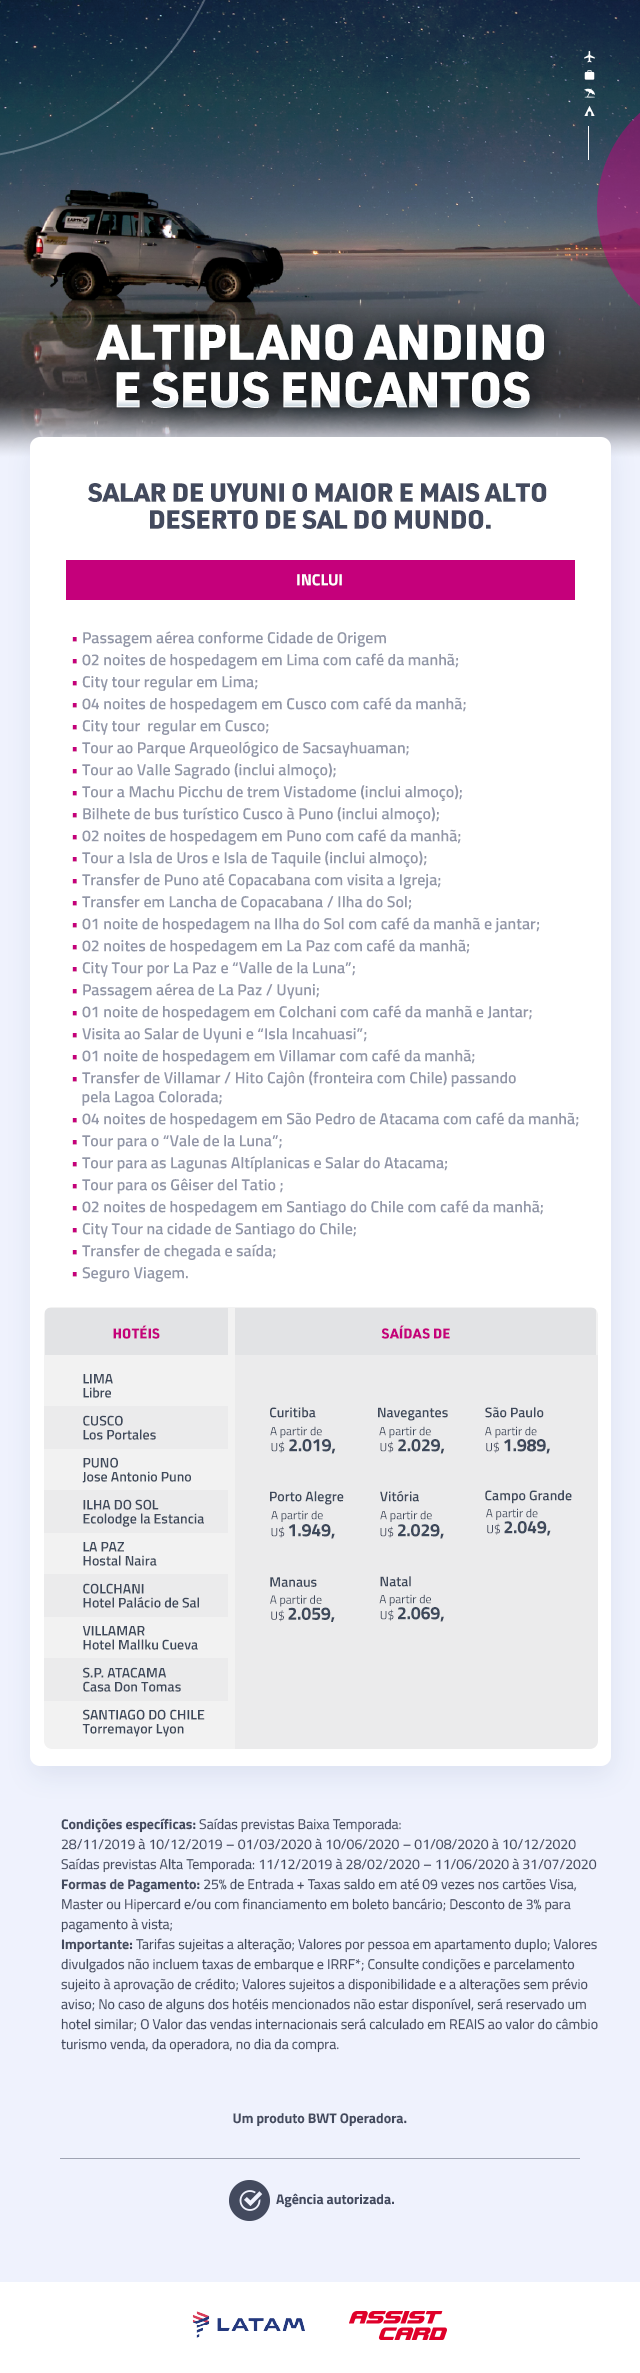 ALTIPLANO ANDINO
E SEUS ENCANTOS
SALAR DE UYUNI O MAIOR E MAIS ALTO
DESERTO DE SAL DO MUNDO.
INCLUI
▪ Passagem aérea conforme Cidade de Origem
▪ 02 noites de hospedagem em Lima com café da manhã;
▪ City tour regular em Lima;
▪ 04 noites de hospedagem em Cusco com café da manhã;
▪ City tour  regular em Cusco;
▪ Tour ao Parque Arqueológico de Sacsayhuaman;
▪ Tour ao Valle Sagrado (inclui almoço);
▪ Tour a Machu Picchu de trem Vistadome (inclui almoço);
▪ Bilhete de bus turístico Cusco à Puno (inclui almoço);
▪ 02 noites de hospedagem em Puno com café da manhã;
▪ Tour a Isla de Uros e Isla de Taquile (inclui almoço);
▪ Transfer de Puno até Copacabana com visita a Igreja;
▪ Transfer em Lancha de Copacabana / Ilha do Sol;
▪ 01 noite de hospedagem na Ilha do Sol com café da manhã e jantar;
▪ 02 noites de hospedagem em La Paz com café da manhã;
▪ City Tour por La Paz e “Valle de la Luna”;
▪ Passagem aérea de La Paz / Uyuni;
▪ 01 noite de hospedagem em Colchani com café da manhã e Jantar;
▪ Visita ao Salar de Uyuni e “Isla Incahuasi”;
▪ 01 noite de hospedagem em Villamar com café da manhã;
▪ Transfer de Villamar / Hito Cajôn (fronteira com Chile) passando
pela Lagoa Colorada;
▪ 04 noites de hospedagem em São Pedro de Atacama com café da manhã;
▪ Tour para o “Vale de la Luna”;
▪ Tour para as Lagunas Altíplanicas e Salar do Atacama;
▪ Tour para os Gêiser del Tatio ;
▪ 02 noites de hospedagem em Santiago do Chile com café da manhã;
▪ City Tour na cidade de Santiago do Chile;
▪ Transfer de chegada e saída;
▪ Seguro Viagem.
HOTÉIS
LIMA
Libre
CUSCO
Los Portales
PUNO
Jose Antonio Puno
ILHA DO SOL
Ecolodge la Estancia
LA PAZ
Hostal Naira
COLCHANI
Hotel Palácio de Sal
VILLAMAR
Hotel Mallku Cueva
S.P. ATACAMA
Casa Don Tomas
SANTIAGO DO CHILE
Torremayor Lyon
SAÍDAS DE
Curitiba
A partir de
U$ 2.019,
Navegantes
A partir de
U$ 2.029,
São Paulo
A partir de
U$ 1.989,
Porto Alegre
A partir de
U$ 1.949,
Vitória
A partir de
U$ 2.029,
Campo Grande
A partir de
U$ 2.049,
Manaus
A partir de
U$ 2.059,
Natal
A partir de
U$ 2.069,
Condições específicas: Saídas previstas Baixa Temporada:
28/11/2019 à 10/12/2019 – 01/03/2020 à 10/06/2020 – 01/08/2020 à 10/12/2020
Saídas previstas Alta Temporada: 11/12/2019 à 28/02/2020 – 11/06/2020 à 31/07/2020
Formas de Pagamento: 25% de Entrada + Taxas saldo em até 09 vezes nos cartões Visa,
Master ou Hipercard e/ou com financiamento em boleto bancário; Desconto de 3% para
pagamento à vista;
Importante: Tarifas sujeitas a alteração; Valores por pessoa em apartamento duplo; Valores
divulgados não incluem taxas de embarque e IRRF*; Consulte condições e parcelamento
sujeito à aprovação de crédito; Valores sujeitos a disponibilidade e a alterações sem prévio
aviso; No caso de alguns dos hotéis mencionados não estar disponível, será reservado um
hotel similar; O Valor das vendas internacionais será calculado em REAIS ao valor do câmbio
turismo venda, da operadora, no dia da compra.
Um produto BWT Operadora.
Agência autorizada.
LATAM
ASSIST
CARD